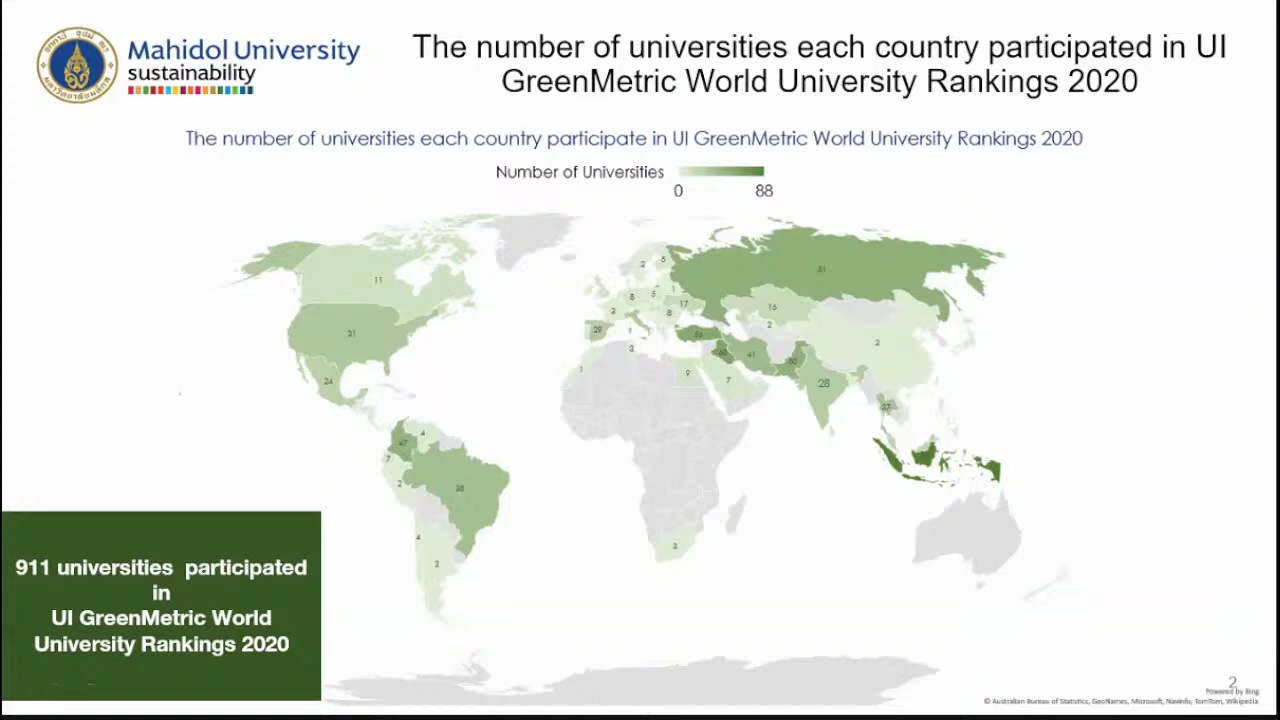 Mahidol University
sustainability
The number of universities each country participated in UI
GreenMetric World University Rankings 2020
The number of universities each country participate in UI GreenMetric World University Rankings 2020
Number of Universities
0 88
2 6
11
8 5 1
17
2 8
16
51
31
29 1
2
2
3
41
24
1
9
7
28
37
4
47
7
2
38
3
4
2
911 universities participated
in
UI GreenMetric World
University Rankings 2020
2
Powered by Bing
© Australian Bureau of Statistics, GeoNames, Microsoft, Navinfo, TomTom, Wikipedia